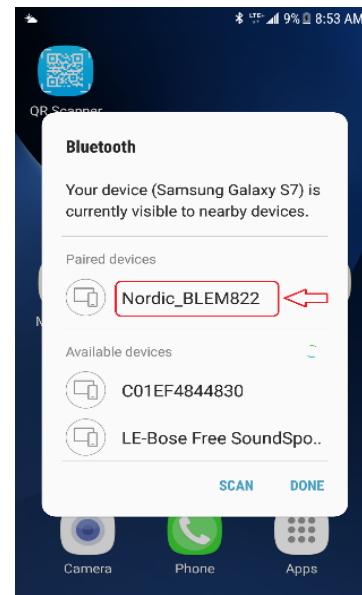 LTE 9% 8:53 AM
QR Scanner
Bluetooth
Your device (Samsung Galaxy S7) is
currently visible to nearby devices.
Paired devices
Nordic_BLEM822
Available devices
C01EF4844830
LE-Bose Free SoundSpo..
SCAN DONE
Camera Phone Apps